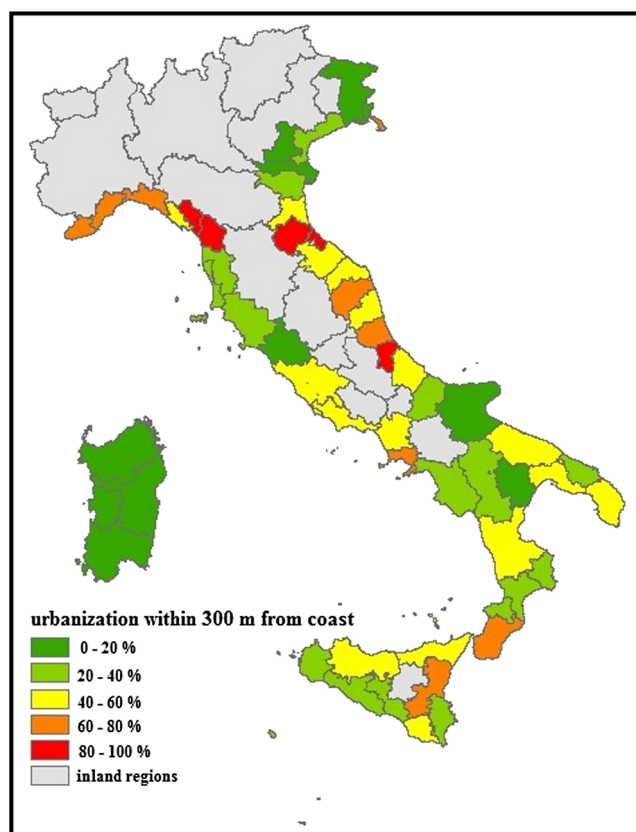 urbanization within 300 m from coast
0 - 20 %
20 - 40 %
40 - 60 %
60 - 80 %
80 - 100 %
inland regions